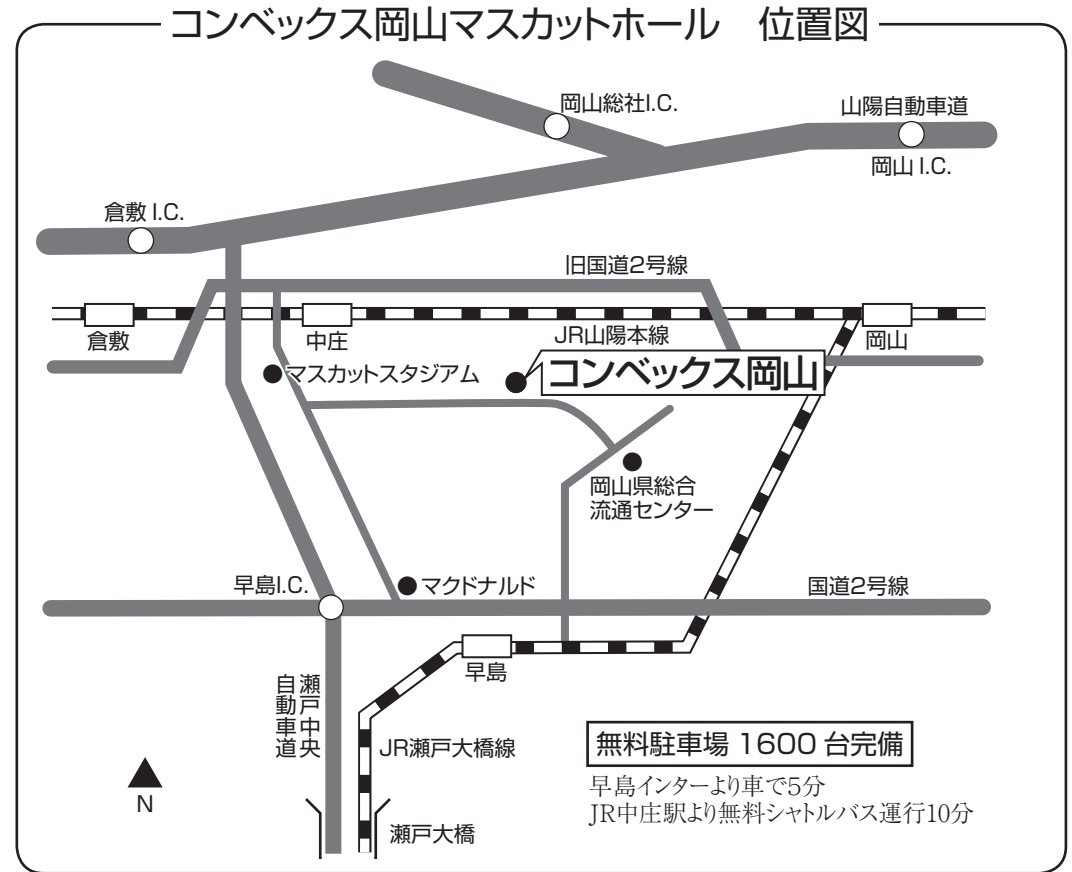 コンベックス岡山マスカットホール　位置図
岡山総社I.C.
山陽自動車道
岡山 I.C.
倉敷 I.C.
旧国道2号線
倉敷
中庄
JR山陽本線
岡山
マスカットスタジアム
コンベックス岡山
岡山県総合
流通センター
早島I.C.
マクドナルド
国道2号線
早島
瀬戸中央
自動車道
JR瀬戸大橋線
無料駐車場 1600 台完備
早島インターより車で5分
JR中庄駅より無料シャトルバス運行10分
N
瀬戸大橋